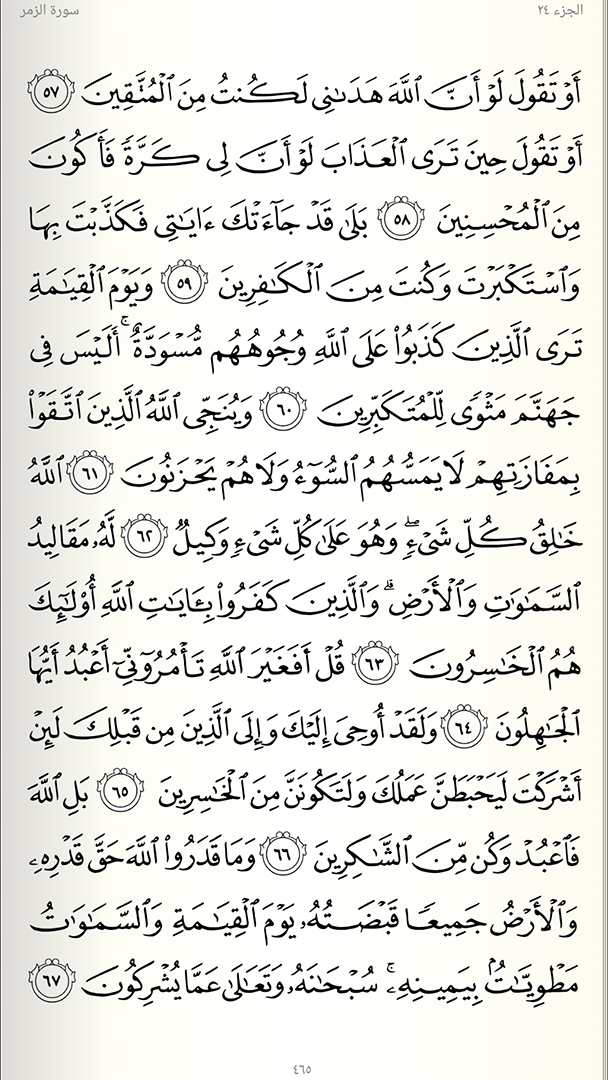 سورة الزمر
الجزء ٢٤
أَوْ تَقُولَ لَوْ أَنَّ ٱللَّهَ هَدَىٰنِى لَكُنتُ مِنَ ٱلْمُتَّقِينَ ٥٧
أَوْ تَقُولَ حِينَ تَرَى ٱلْعَذَابَ لَوْ أَنَّ لِى كَرَّةً فَأَكُونَ
مِنَ ٱلْمُحْسِنِينَ ٥٨ بَلَىٰ قَدْ جَآءَتْكَ ءَايَٰتِى فَكَذَّبْتَ بِهَا
وَٱسْتَكْبَرْتَ وَكُنتَ مِنَ ٱلْكَٰفِرِينَ ٥٩ وَيَوْمَ ٱلْقِيَٰمَةِ
تَرَى ٱلَّذِينَ كَذَبُوا۟ عَلَى ٱللَّهِ وُجُوهُهُم مُّسْوَدَّةٌ ۚ أَلَيْسَ فِى
جَهَنَّمَ مَثْوًى لِّلْمُتَكَبِّرِينَ ٦٠ وَيُنَجِّى ٱللَّهُ ٱلَّذِينَ ٱتَّقَوْا۟
بِمَفَازَتِهِمْ لَا يَمَسُّهُمُ ٱلسُّوٓءُ وَلَا هُمْ يَحْزَنُونَ ٦١ ٱللَّهُ
خَٰلِقُ كُلِّ شَىْءٍ ۖ وَهُوَ عَلَىٰ كُلِّ شَىْءٍ وَكِيلٌ ٦٢ لَّهُۥ مَقَالِيدُ
ٱلسَّمَٰوَٰتِ وَٱلْأَرْضِ ۗ وَٱلَّذِينَ كَفَرُوا۟ بِـَٔايَٰتِ ٱللَّهِ أُو۟لَٰٓئِكَ
هُمُ ٱلْخَٰسِرُونَ ٦٣ قُلْ أَفَغَيْرَ ٱللَّهِ تَأْمُرُوٓنِّىٓ أَعْبُدُ أَيُّهَا
ٱلْجَٰهِلُونَ ٦٤ وَلَقَدْ أُوحِىَ إِلَيْكَ وَإِلَى ٱلَّذِينَ مِن قَبْلِكَ لَئِنْ
أَشْرَكْتَ لَيَحْبَطَنَّ عَمَلُكَ وَلَتَكُونَنَّ مِنَ ٱلْخَٰسِرِينَ ٦٥ بَلِ ٱللَّهَ
فَٱعْبُدْ وَكُن مِّنَ ٱلشَّٰكِرِينَ ٦٦ وَمَا قَدَرُوا۟ ٱللَّهَ حَقَّ قَدْرِهِۦ
وَٱلْأَرْضُ جَمِيعًا قَبْضَتُهُۥ يَوْمَ ٱلْقِيَٰمَةِ وَٱلسَّمَٰوَٰتُ
مَطْوِيَّٰتٌۢ بِيَمِينِهِۦ ۚ سُبْحَٰنَهُۥ وَتَعَٰلَىٰ عَمَّا يُشْرِكُونَ ٦٧
٤٦٥